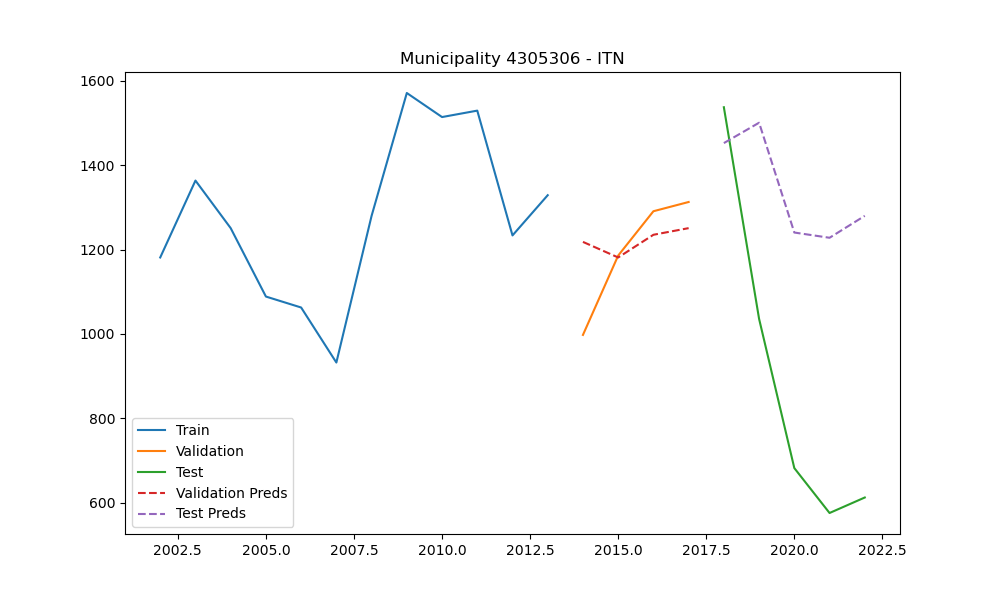 Municipality 4305306 - ITN
1600
1400
1200
1000
800
600
Train
Validation
Test
Validation Preds
Test Preds
2002.5 2005.0 2007.5 2010.0 2012.5 2015.0 2017.5 2020.0 2022.5